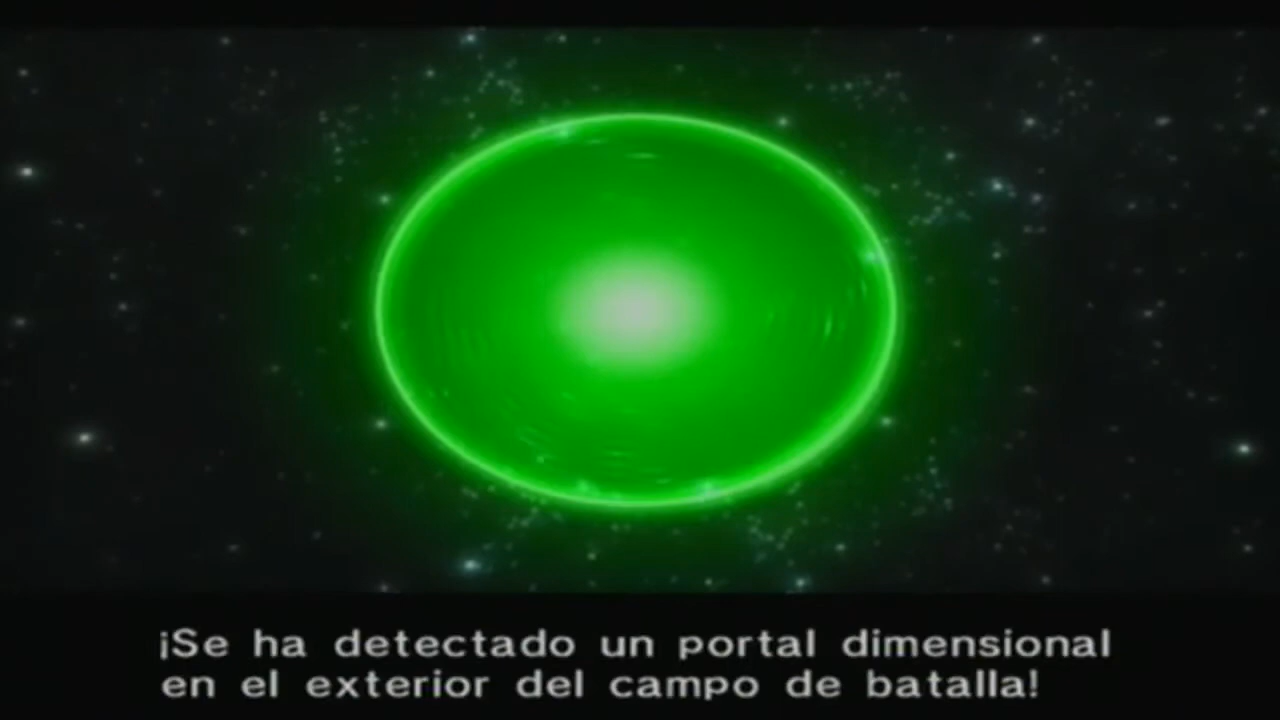 ¡Se ha detectado un portal dimensional
en el exterior del campo de batalla!